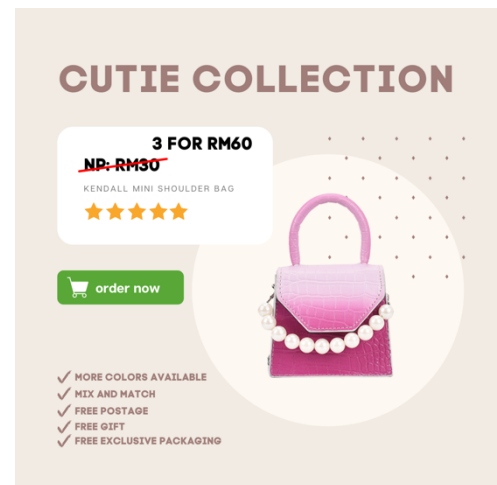 CUTIE COLLECTION
3 FOR RM60
NP: RM30
KENDALL MINI SHOULDER BAG
order now
MORE COLORS AVAILABLE
MIX AND MATCH
FREE POSTAGE
FREE GIFT
FREE EXCLUSIVE PACKAGING